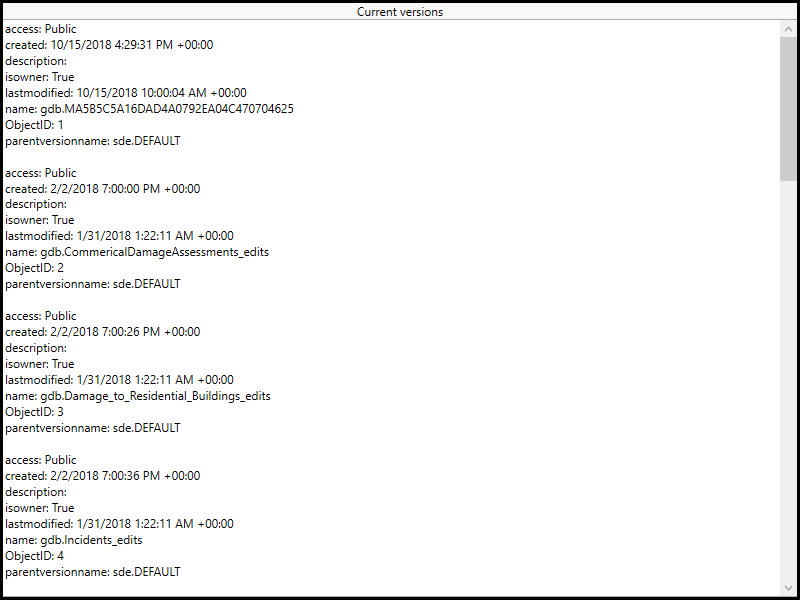 Current versions
access: Public
created: 10/15/2018 4:29:31 PM +00:00
description:
isowner: True
lastmodified: 10/15/2018 10:00:04 AM +00:00
name: gdb.MA5B5C5A16DAD4A0792EA04C470704625
ObjectID: 1
parentversionname: sde.DEFAULT
access: Public
created: 2/2/2018 7:00:00 PM +00:00
description:
isowner: True
lastmodified: 1/31/2018 1:22:11 AM +00:00
name: gdb.CommericalDamageAssessments_edits
ObjectID: 2
parentversionname: sde.DEFAULT
access: Public
created: 2/2/2018 7:00:26 PM +00:00
description:
isowner: True
lastmodified: 1/31/2018 1:22:11 AM +00:00
name: gdb.Damage_to_Residential_Buildings_edits
ObjectID: 3
parentversionname: sde.DEFAULT
access: Public
created: 2/2/2018 7:00:36 PM +00:00
description:
isowner: True
lastmodified: 1/31/2018 1:22:11 AM +00:00
name: gdb.Incidents_edits
ObjectID: 4
parentversionname: sde.DEFAULT